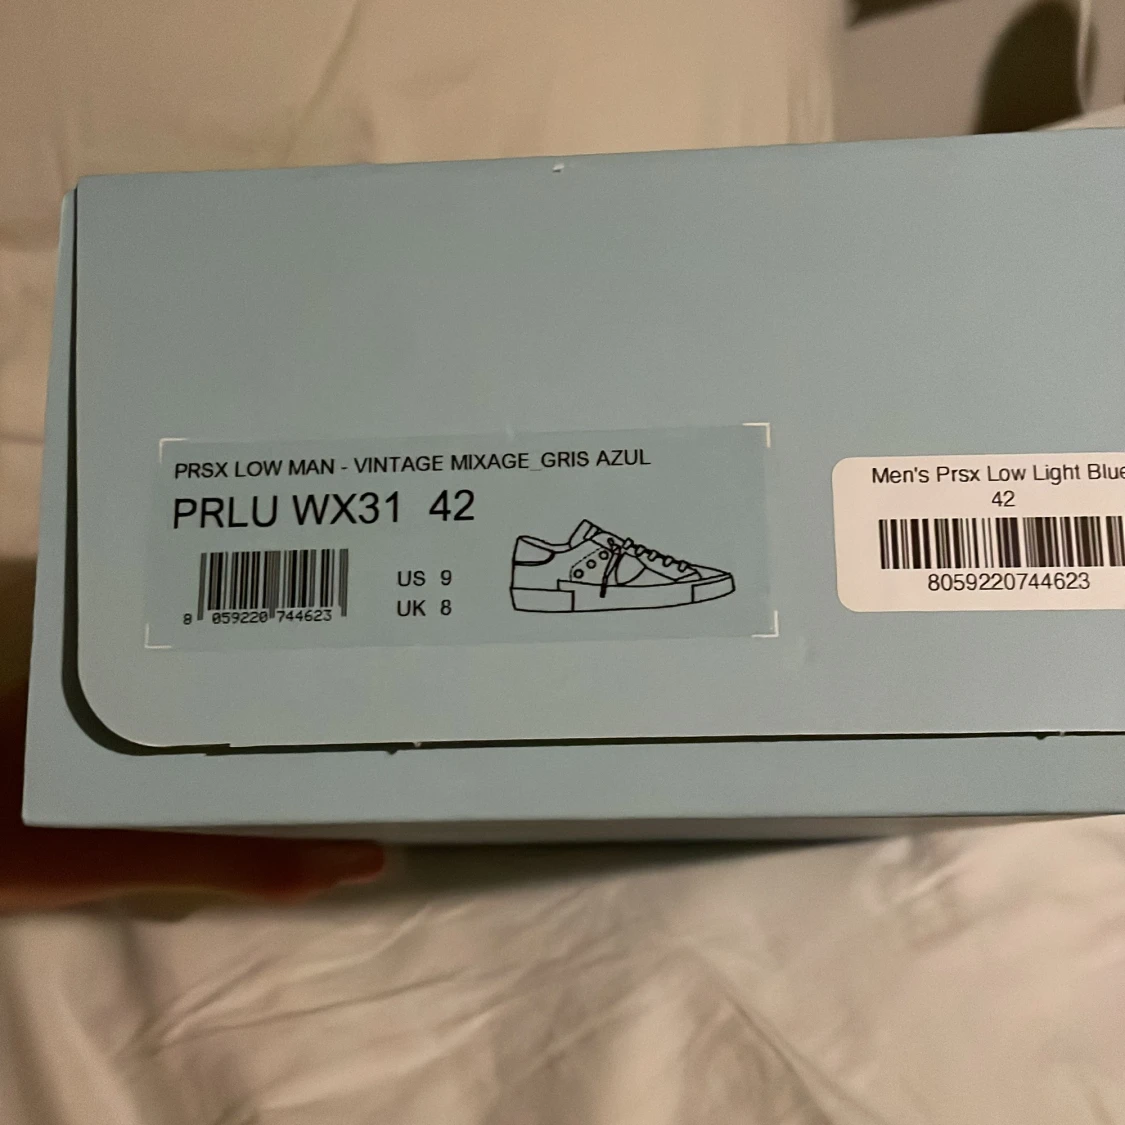 PRSX LOW MAN - VINTAGE MIXAGE_GRIS AZUL
PRLU WX31 42
US 9
UK 8
8 059220 744623
Men's Prsx Low Light Blue
42
8059220744623